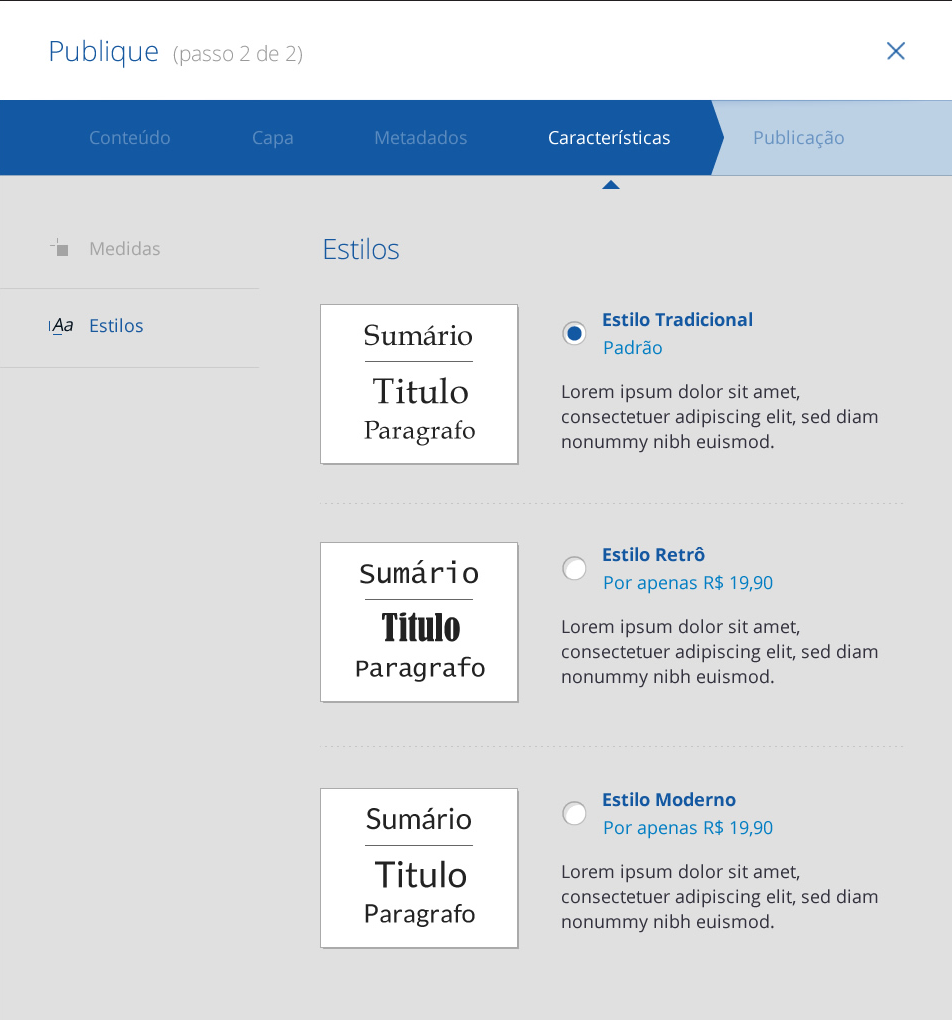 Publique (passo 2 de 2)
Conteúdo Capa Metadados Características Publicação
Medidas
Aa Estilos
Estilos
Sumário
Titulo
Paragrafo
Estilo Tradicional
Padrão
Lorem ipsum dolor sit amet,
consectetuer adipiscing elit, sed diam
nonummy nibh euismod.
Sumário
Titulo
Paragrafo
Estilo Retrô
Por apenas R$ 19,90
Lorem ipsum dolor sit amet,
consectetuer adipiscing elit, sed diam
nonummy nibh euismod.
Sumário
Titulo
Paragrafo
Estilo Moderno
Por apenas R$ 19,90
Lorem ipsum dolor sit amet,
consectetuer adipiscing elit, sed diam
nonummy nibh euismod.